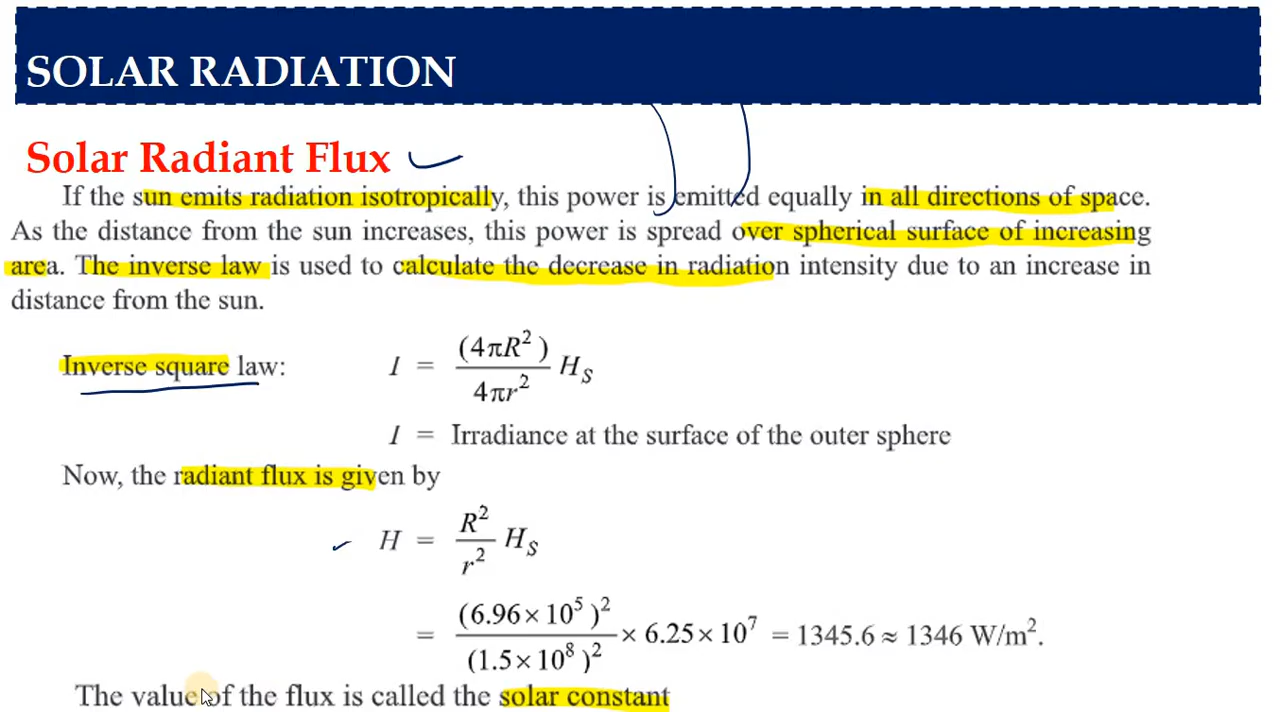 SOLAR RADIATION
Solar Radiant Flux
If the sun emits radiation isotropically, this power is emitted equally in all directions of space.
As the distance from the sun increases, this power is spread over spherical surface of increasing
area. The inverse law is used to calculate the decrease in radiation intensity due to an increase in
distance from the sun.
Inverse square law: I = (4πR²)/4πr² H_S
I = Irradiance at the surface of the outer sphere
Now, the radiant flux is given by
H = R²/r² H_S
= (6.96×10⁵)²/(1.5×10⁸)² × 6.25×10⁷ = 1345.6 ≈ 1346 W/m².
The value of the flux is called the solar constant